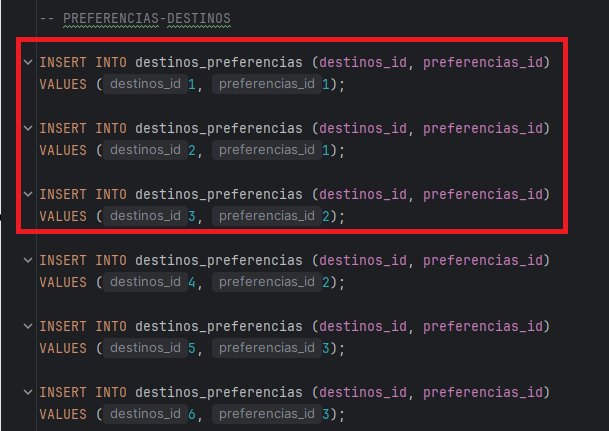 -- PREFERENCIAS-DESTINOS
INSERT INTO destinos_preferencias (destinos_id, preferencias_id)
VALUES ( destinos_id 1, preferencias_id 1);
INSERT INTO destinos_preferencias (destinos_id, preferencias_id)
VALUES ( destinos_id 2, preferencias_id 1);
INSERT INTO destinos_preferencias (destinos_id, preferencias_id)
VALUES ( destinos_id 3, preferencias_id 2);
INSERT INTO destinos_preferencias (destinos_id, preferencias_id)
VALUES ( destinos_id 4, preferencias_id 2);
INSERT INTO destinos_preferencias (destinos_id, preferencias_id)
VALUES ( destinos_id 5, preferencias_id 3);
INSERT INTO destinos_preferencias (destinos_id, preferencias_id)
VALUES ( destinos_id 6, preferencias_id 3);